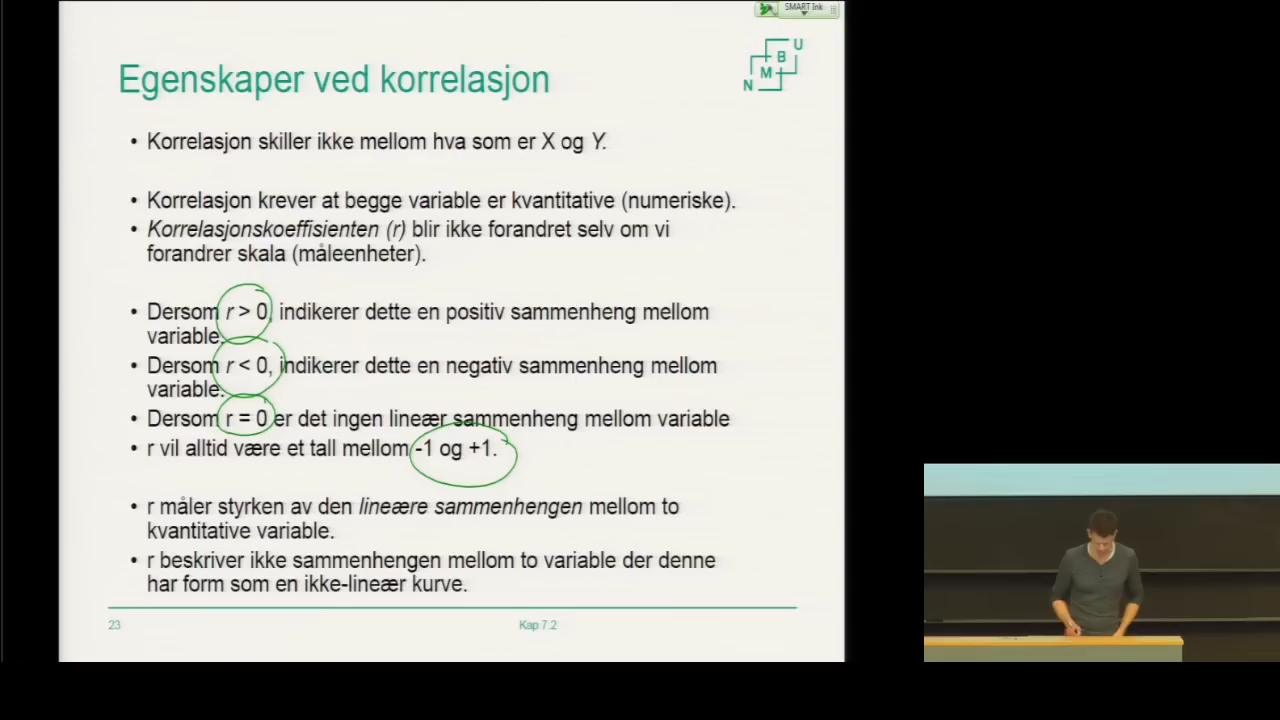 SMART Ink
U
B
M
N
Egenskaper ved korrelasjon
• Korrelasjon skiller ikke mellom hva som er X og Y.
• Korrelasjon krever at begge variable er kvantitative (numeriske).
• Korrelasjonskoeffisienten (r) blir ikke forandret selv om vi
forandrer skala (måleenheter).
• Dersom r > 0, indikerer dette en positiv sammenheng mellom
variable.
• Dersom r < 0, indikerer dette en negativ sammenheng mellom
variable.
• Dersom r = 0 er det ingen lineær sammenheng mellom variable
• r vil alltid være et tall mellom -1 og +1.
• r måler styrken av den lineære sammenhengen mellom to
kvantitative variable.
• r beskriver ikke sammenhengen mellom to variable der denne
har form som en ikke-lineær kurve.
23
Kap 7.2